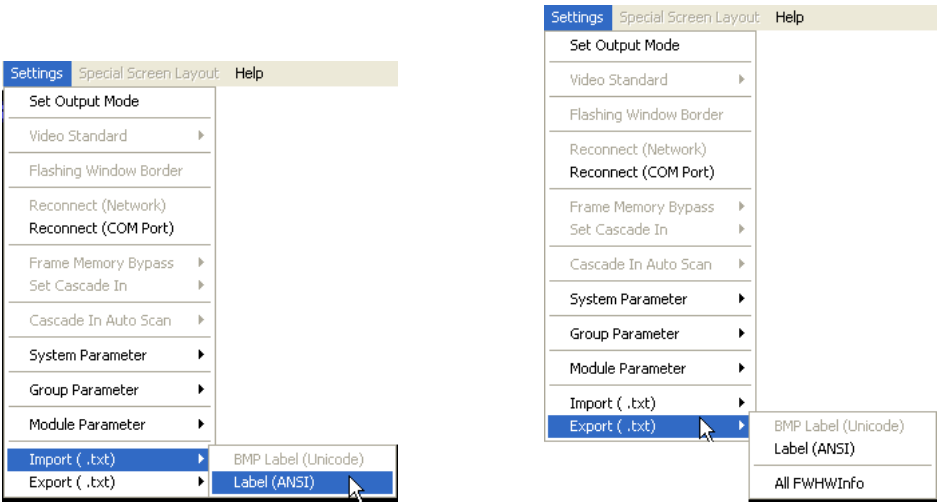 Settings Special Screen Layout Help
Set Output Mode
Video Standard
Flashing Window Border
Reconnect (Network)
Reconnect (COM Port)
Frame Memory Bypass
Set Cascade In
Cascade In Auto Scan
System Parameter
Group Parameter
Module Parameter
Import ( .txt)
Export ( .txt)
BMP Label (Unicode)
Label (ANSI)
Settings Special Screen Layout Help
Set Output Mode
Video Standard
Flashing Window Border
Reconnect (Network)
Reconnect (COM Port)
Frame Memory Bypass
Set Cascade In
Cascade In Auto Scan
System Parameter
Group Parameter
Module Parameter
Import ( .txt)
Export ( .txt)
BMP Label (Unicode)
Label (ANSI)
All FWHWInfo